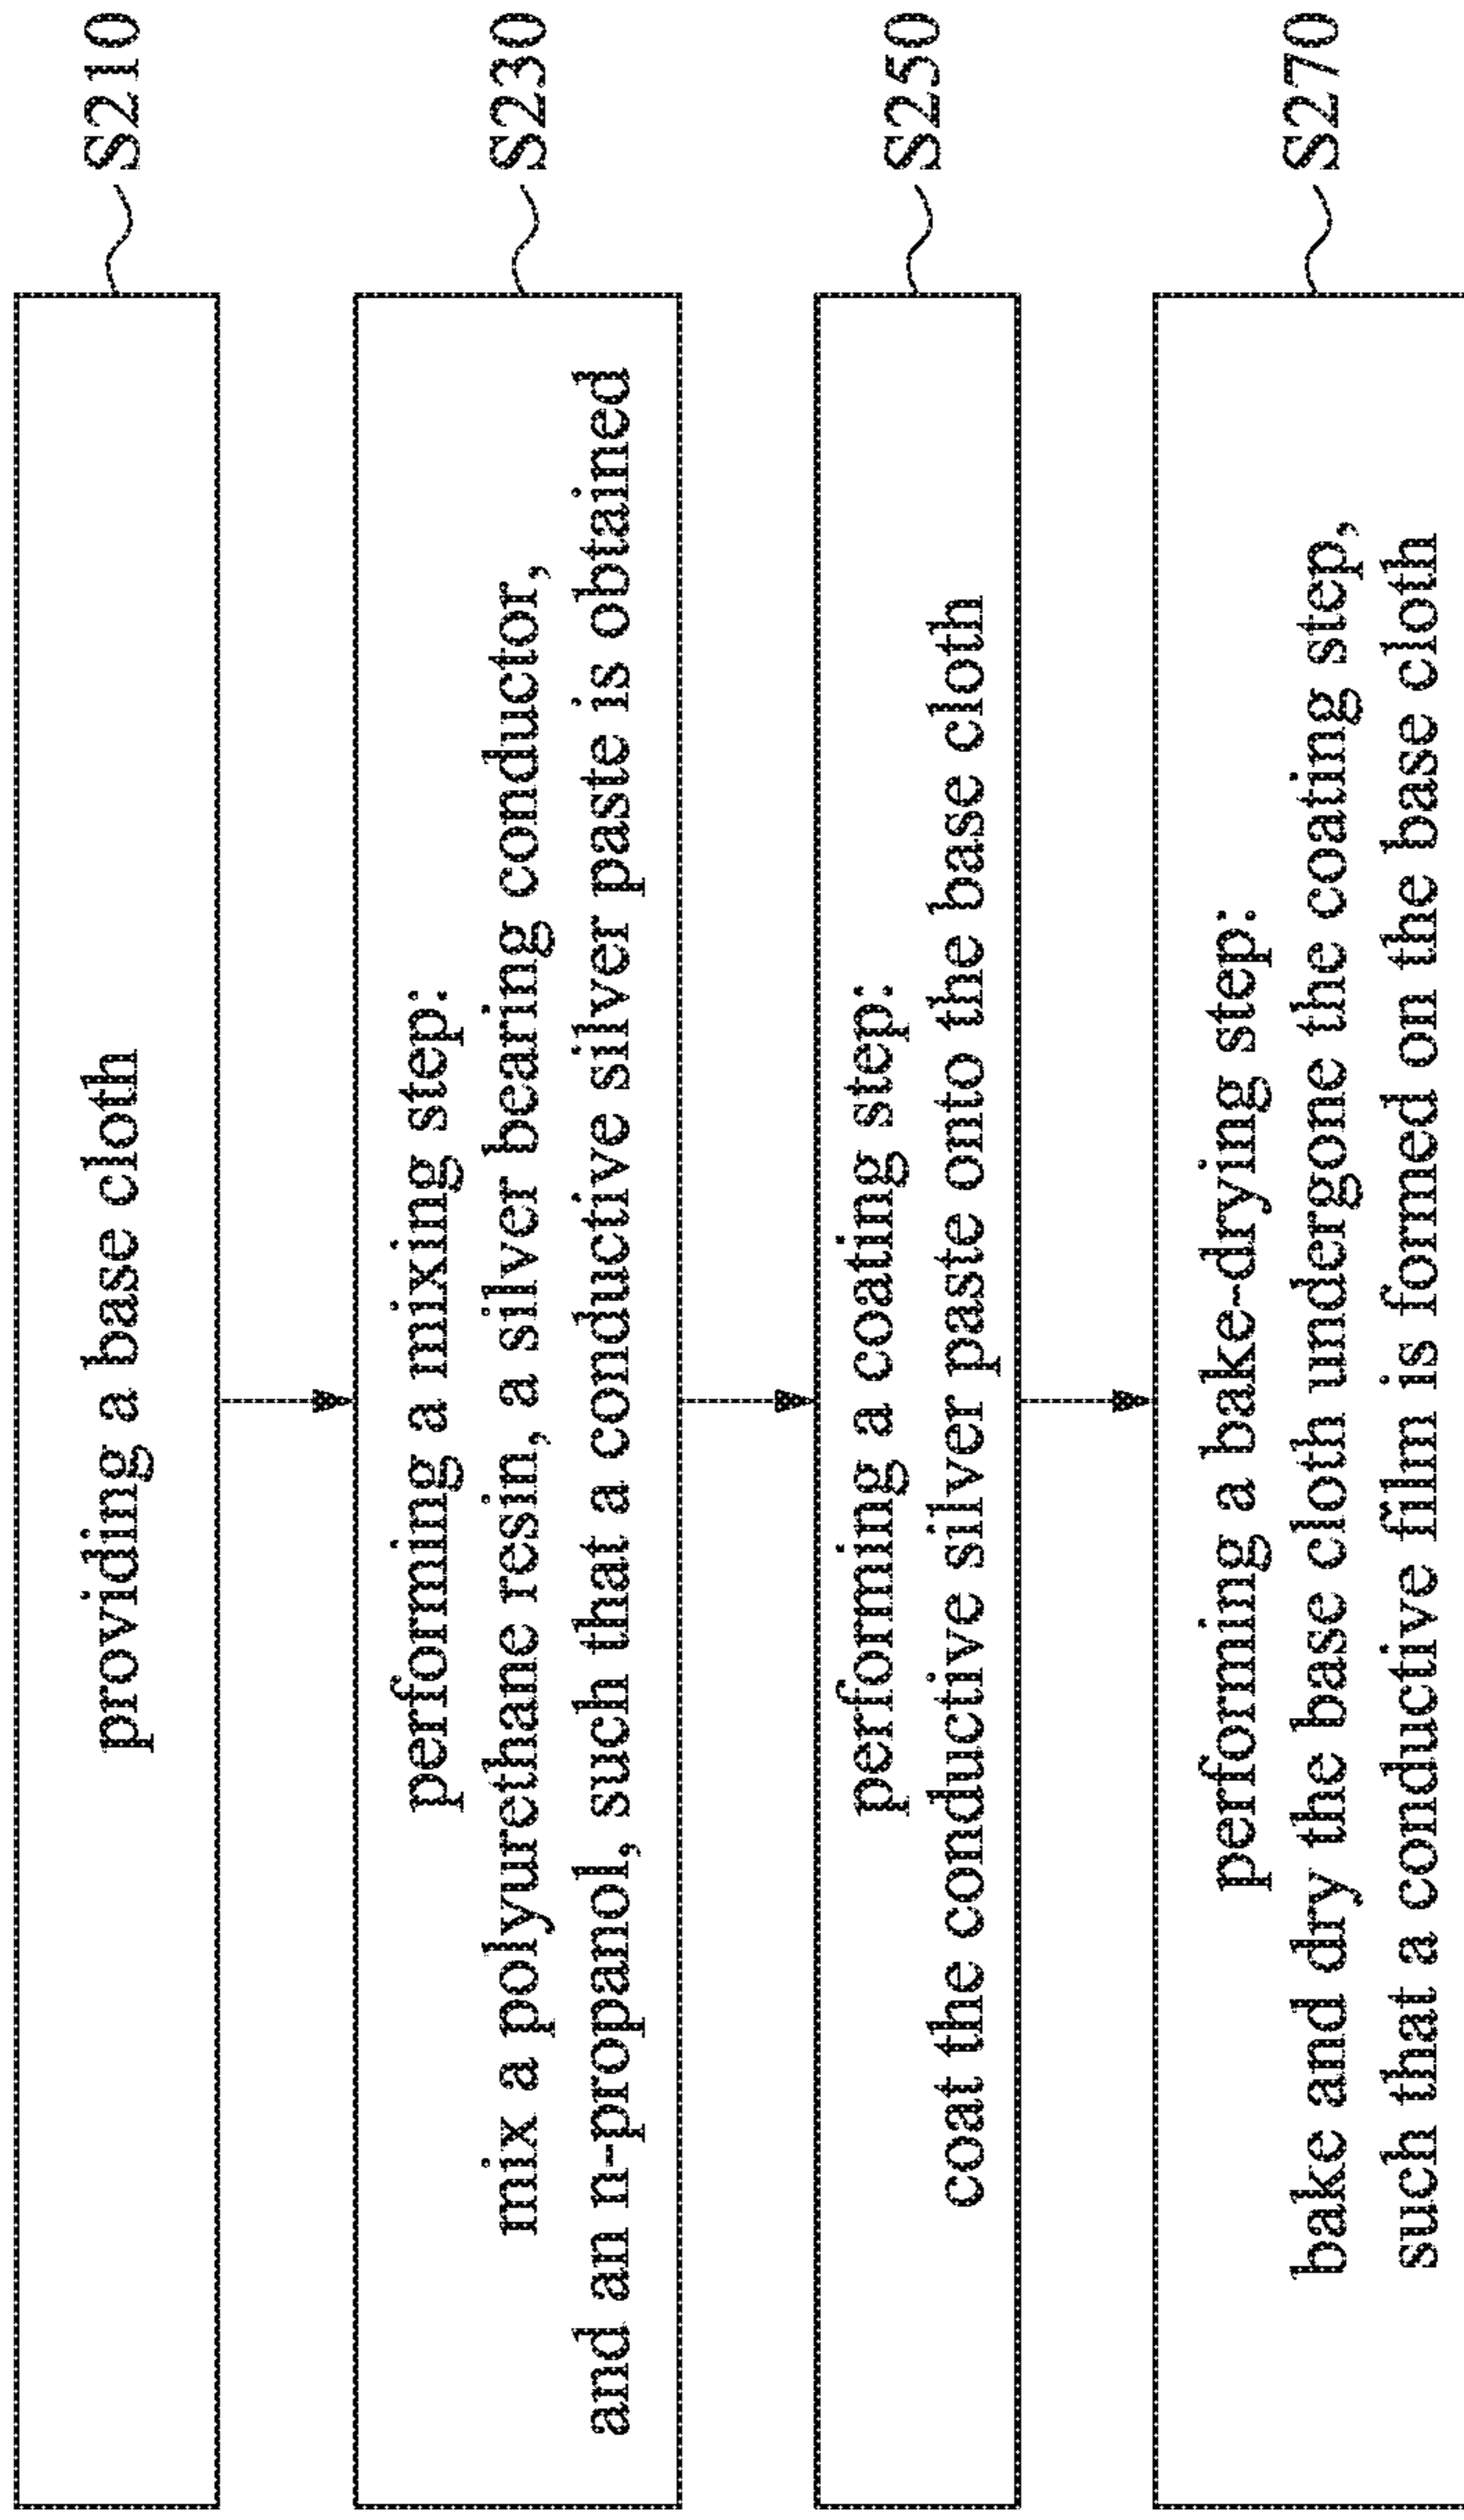 providing a base cloth
S210
performing a mixing step:
mix a polyurethane resin, a silver bearing conductor,
and an n-propanol, such that a conductive silver paste is obtained
S230
performing a coating step:
coat the conductive silver paste onto the base cloth
S250
performing a bake-drying step:
bake and dry the base cloth undergone the coating step,
such that a conductive film is formed on the base cloth
S270